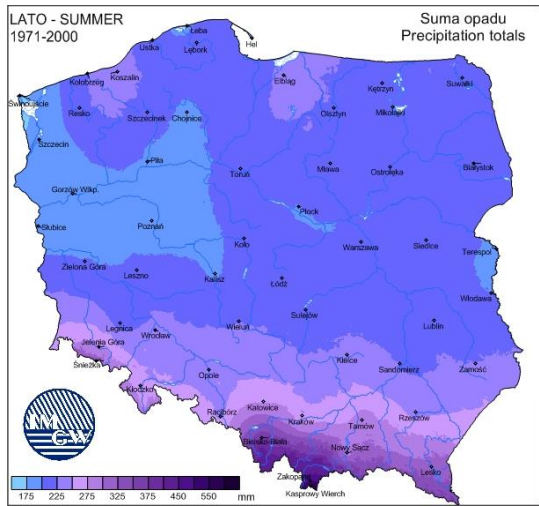 LATO - SUMMER
1971-2000
Suma opadu
Precipitation totals
Łeba
Ustka
Lębork
Hel
Koszalin
Kołobrzeg
Elbląg
Kętrzyn
Suwałki
Świnoujście
Resko
Szczecinek
Chojnice
Olsztyn
Mikołajki
Szczecin
Piła
Toruń
Mława
Ostrołęka
Białystok
Gorzów Wlkp.
Słubice
Poznań
Płock
Koło
Warszawa
Siedlce
Terespol
Zielona Góra
Leszno
Kalisz
Łódź
Włodawa
Legnica
Wrocław
Wieluń
Sulejów
Lublin
Jelenia Góra
Śnieżka
Kłodzko
Opole
Kielce
Sandomierz
Zamość
Racibórz
Katowice
Kraków
Tarnów
Rzeszów
Bielsko-Biała
Nowy Sącz
Lesko
Zakopane
Kasprowy Wierch
IM
GW
175 225 275 325 375 450 550 mm